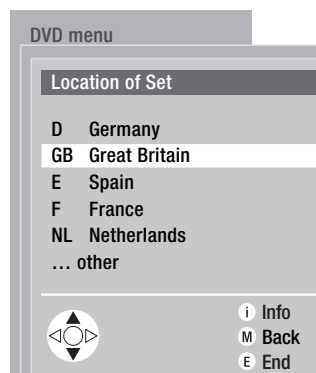 DVD menu
Location of Set
D Germany
GB Great Britain
E Spain
F France
NL Netherlands
... other
i Info
M Back
E End